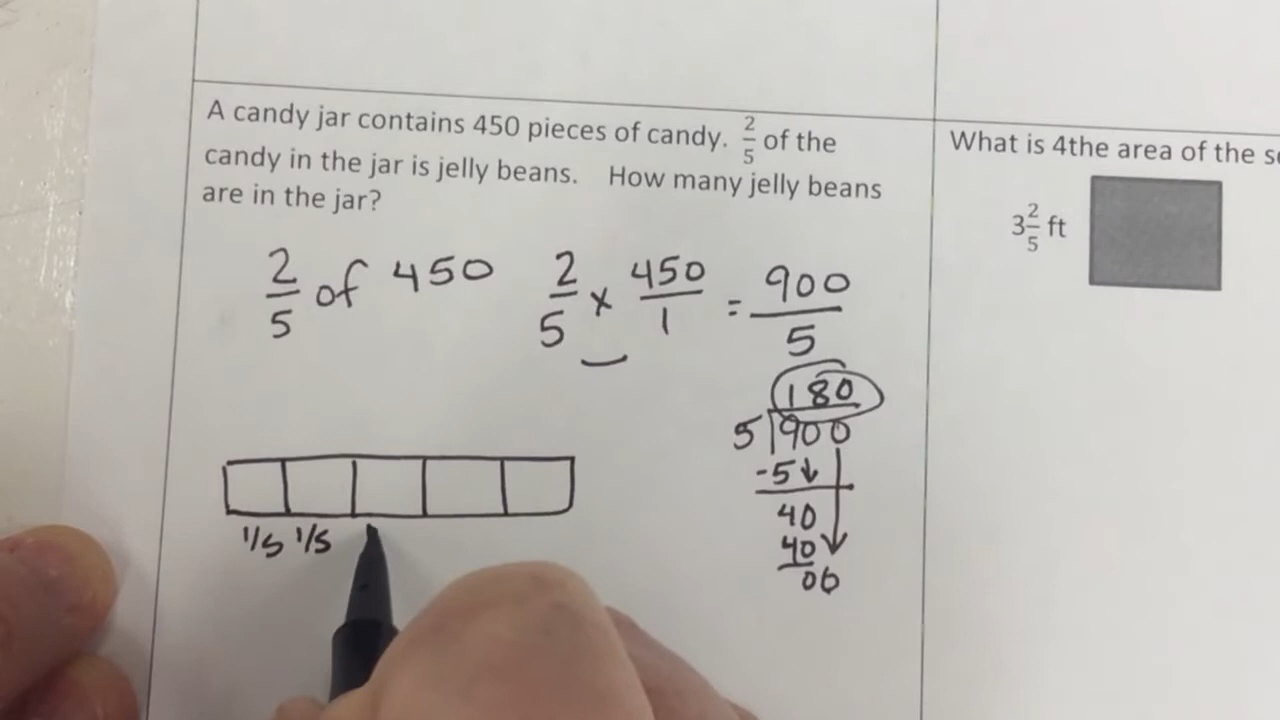 A candy jar contains 450 pieces of candy. 2/5 of the
candy in the jar is jelly beans. How many jelly beans
are in the jar?
What is 4the area of the
3 2/5 ft
2/5 of 450
2/5 x 450/1 = 900/5
180
5 900
-5
40
40
00
1/5 1/5